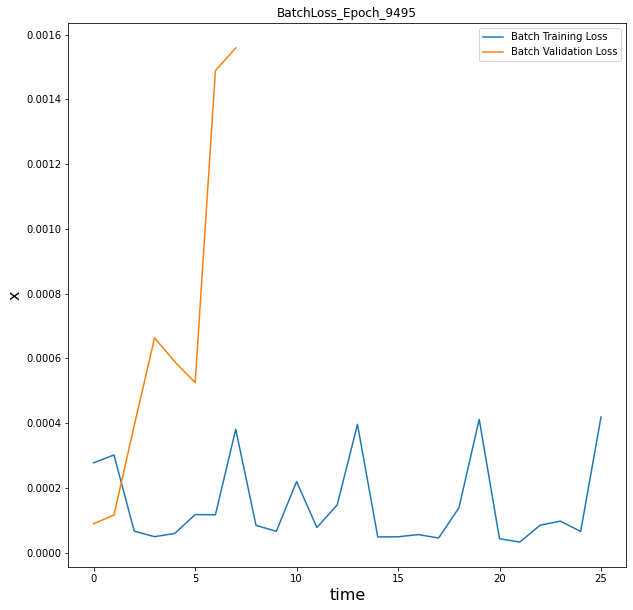 BatchLoss_Epoch_9495
Batch Training Loss
Batch Validation Loss
0.0016
0.0014
0.0012
0.0010
0.0008
0.0006
0.0004
0.0002
0.0000
x
0 5 10 15 20 25
time